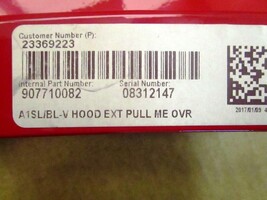 Customer Number (P):
23369223
Internal Part Number: Serial Number:
907710082 08312147
A1SL/BL-V HOOD EXT PULL ME OVR